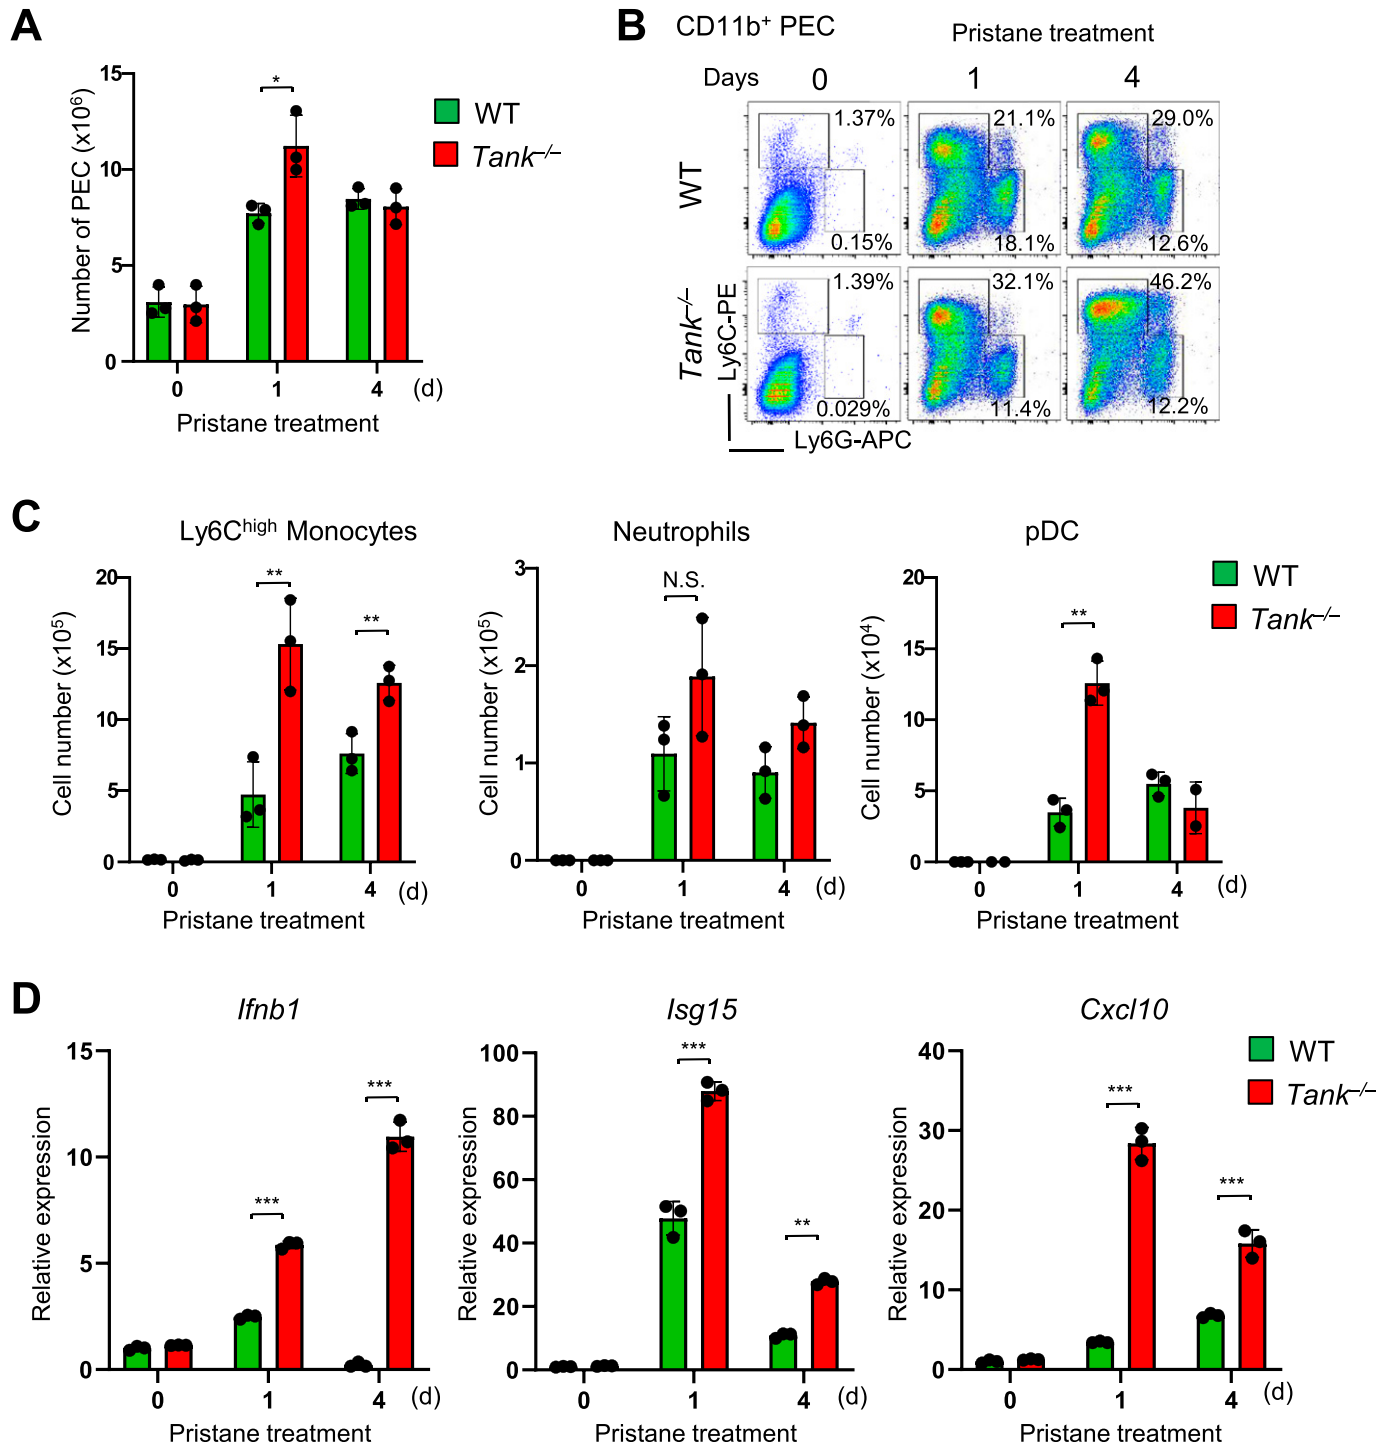 A
Number of PEC (x10⁶)
15
10
5
0
*
0 1 4 (d)
Pristane treatment
WT
Tank–/–
B
CD11b⁺ PEC
Pristane treatment
Days 0 1 4
WT
1.37% 21.1% 29.0%
0.15% 18.1% 12.6%
Tank–/–
1.39% 32.1% 46.2%
0.029% 11.4% 12.2%
Ly6C-PE
Ly6G-APC
C
Ly6Chigh Monocytes
Cell number (x10⁵)
20
15
10
5
0
** **
0 1 4 (d)
Pristane treatment
Neutrophils
Cell number (x10⁵)
3
2
1
0
N.S.
0 1 4 (d)
Pristane treatment
pDC
Cell number (x10⁴)
20
15
10
5
0
**
0 1 4 (d)
Pristane treatment
WT
Tank–/–
D
Ifnb1
Relative expression
15
10
5
0
*** ***
0 1 4 (d)
Pristane treatment
Isg15
Relative expression
100
80
60
40
20
0
*** **
0 1 4 (d)
Pristane treatment
Cxcl10
Relative expression
40
30
20
10
0
*** ***
0 1 4 (d)
Pristane treatment
WT
Tank–/–